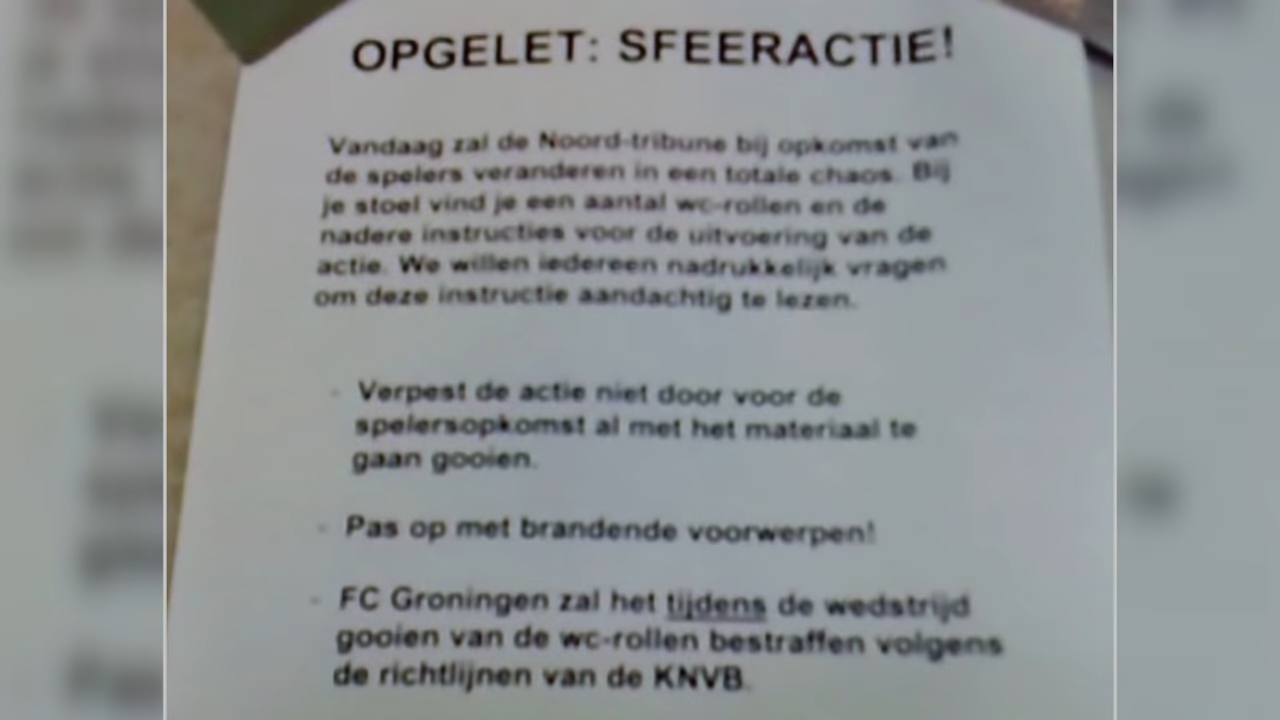 OPGELET: SFEERACTIE!
Vandaag zal de Noord-tribune bij opkomst van
de spelers veranderen in een totale chaos. Bij
je stoel vind je een aantal wc-rollen en de
nadere instructies voor de uitvoering van de
actie. We willen iedereen nadrukkelijk vragen
om deze instructie aandachtig te lezen.
- Verpest de actie niet door voor de
spelersopkomst al met het materiaal te
gaan gooien.
- Pas op met brandende voorwerpen!
- FC Groningen zal het tijdens de wedstrijd
gooien van de wc-rollen bestraffen volgens
de richtlijnen van de KNVB.